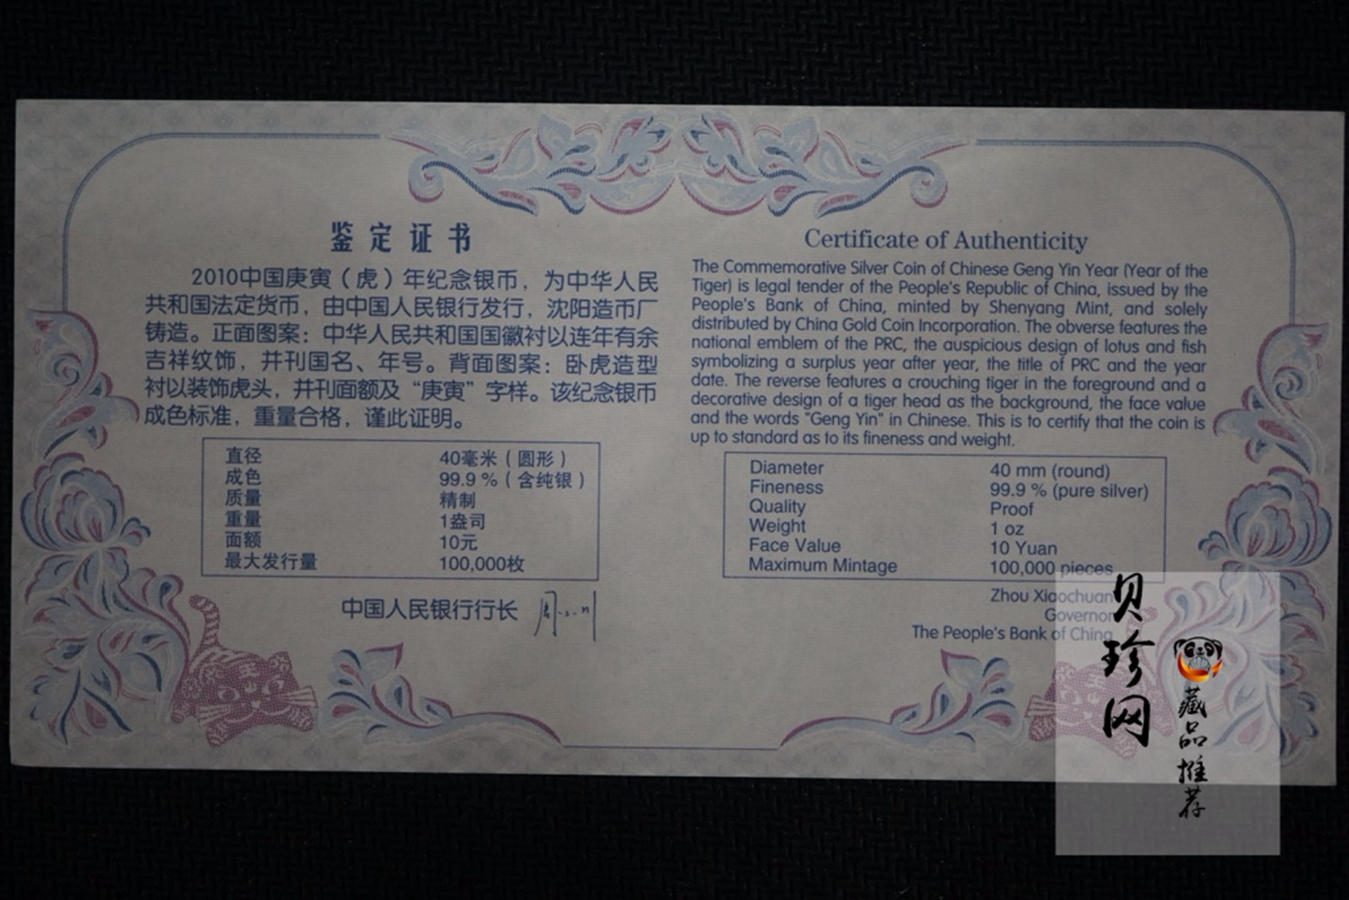 鉴定证书
2010中国庚寅（虎）年纪念银币，为中华人民
共和国法定货币，由中国人民银行发行，沈阳造币厂
铸造。正面图案：中华人民共和国国徽衬以连年有余
吉祥纹饰，并刊国名、年号。背面图案：卧虎造型
衬以装饰虎头，并刊面额及“庚寅”字样。该纪念银币
成色标准，重量合格，谨此证明。
直径 40毫米（圆形）
成色 99.9 %（含纯银）
质量 精制
重量 1盎司
面额 10元
最大发行量 100,000枚
中国人民银行行长
Certificate of Authenticity
The Commemorative Silver Coin of Chinese Geng Yin Year (Year of the
Tiger) is legal tender of the People's Republic of China, issued by the
People's Bank of China, minted by Shenyang Mint, and solely
distributed by China Gold Coin Incorporation. The obverse features the
national emblem of the PRC, the auspicious design of lotus and fish
symbolizing a surplus year after year, the title of PRC and the year
date. The reverse features a crouching tiger in the foreground and a
decorative design of a tiger head as the background, the face value
and the words "Geng Yin" in Chinese. This is to certify that the coin is
up to standard as to its fineness and weight.
Diameter 40 mm (round)
Fineness 99.9 % (pure silver)
Quality Proof
Weight 1 oz
Face Value 10 Yuan
Maximum Mintage 100,000 pieces
Zhou Xiaochuan
Governor
The People's Bank of China
贝珍网
藏品推荐